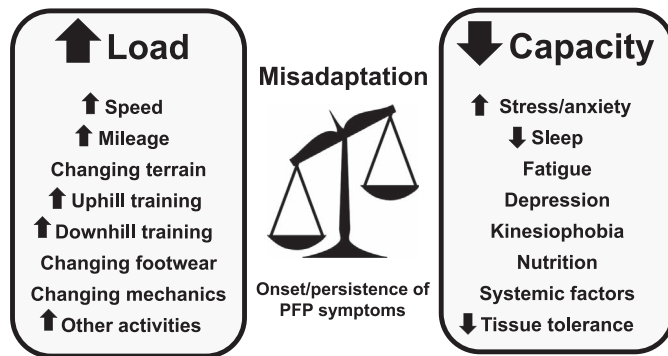 Load
Speed
Mileage
Changing terrain
Uphill training
Downhill training
Changing footwear
Changing mechanics
Other activities
Misadaptation
Onset/persistence of
PFP symptoms
Capacity
Stress/anxiety
Sleep
Fatigue
Depression
Kinesiophobia
Nutrition
Systemic factors
Tissue tolerance